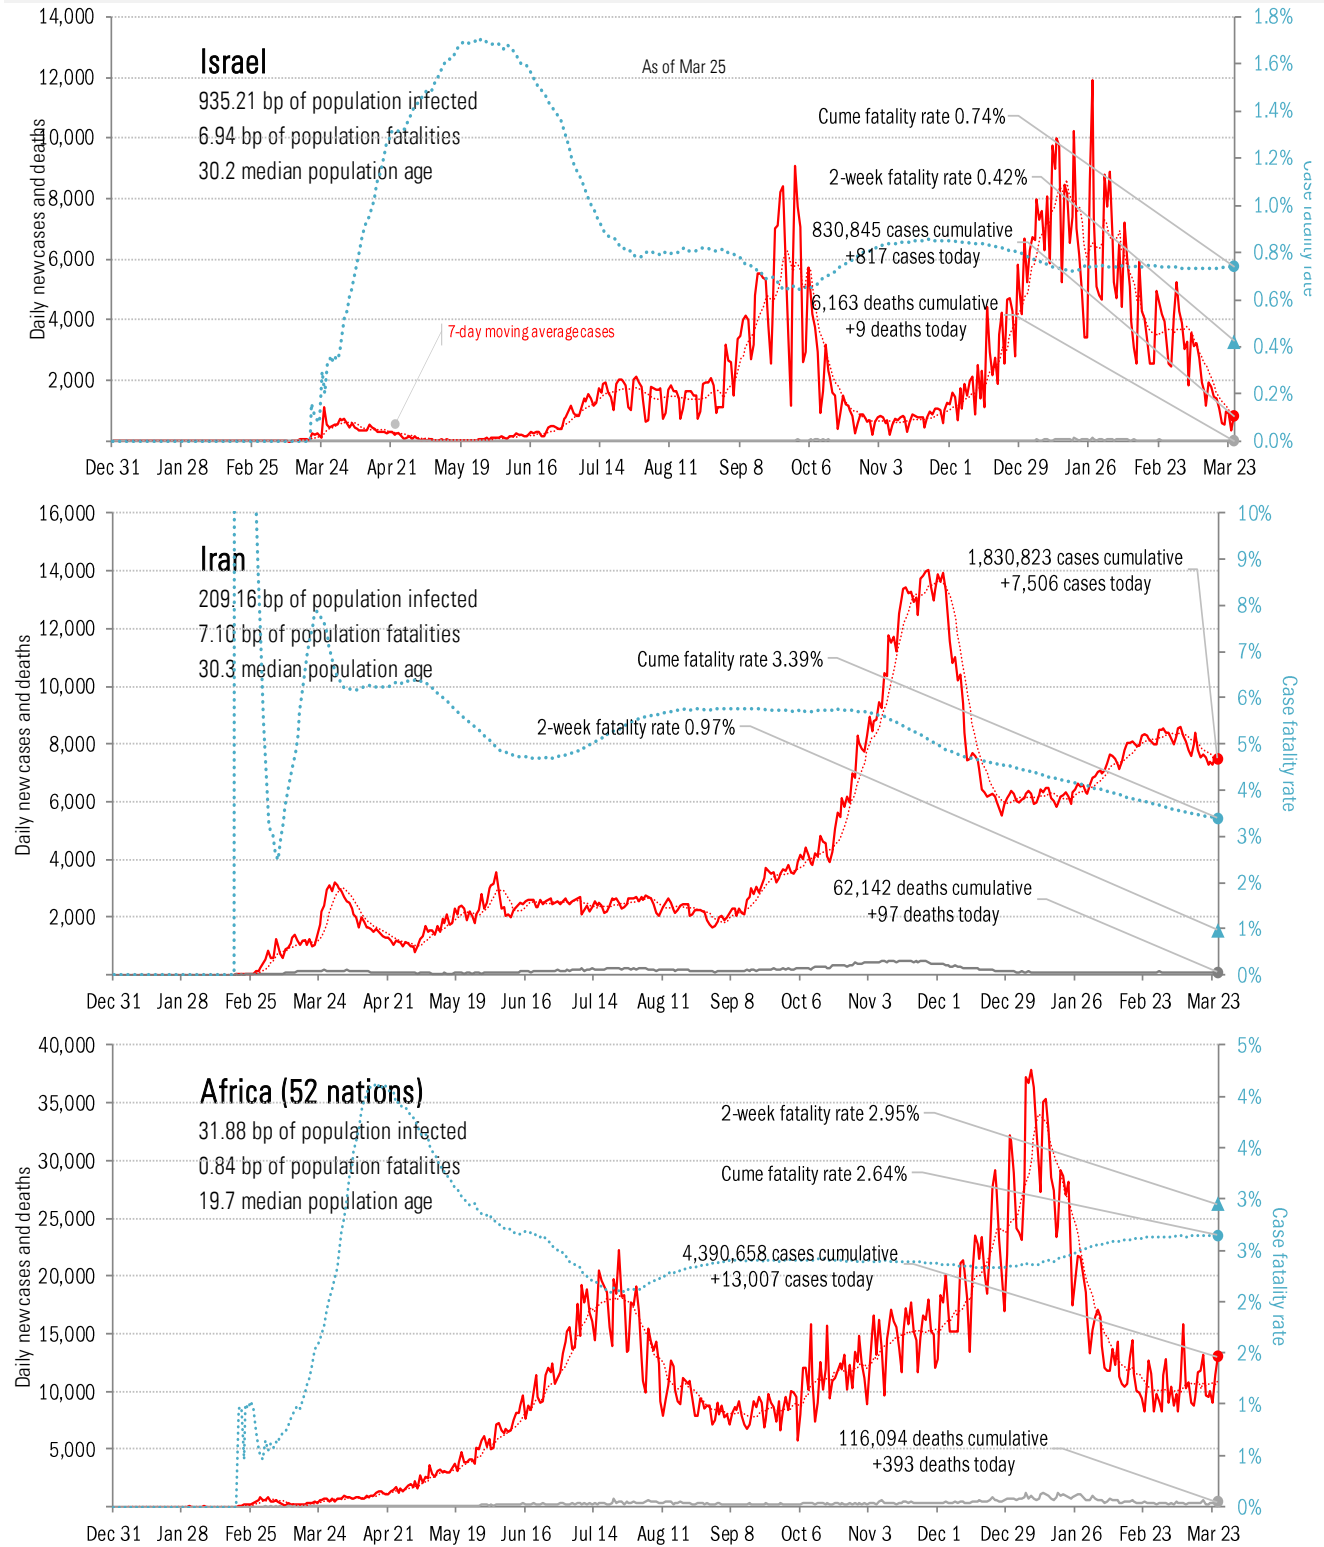 14,000
12,000
10,000
8,000
6,000
4,000
2,000
Daily new cases and deaths
Israel
935.21 bp of population infected
6.94 bp of population fatalities
30.2 median population age
As of Mar 25
7-day moving average cases
Cume fatality rate 0.74%
2-week fatality rate 0.42%
830,845 cases cumulative
+817 cases today
6,163 deaths cumulative
+9 deaths today
1.8%
1.6%
1.4%
1.2%
1.0%
0.8%
0.6%
0.4%
0.2%
0.0%
Case fatality rate
Dec 31 Jan 28 Feb 25 Mar 24 Apr 21 May 19 Jun 16 Jul 14 Aug 11 Sep 8 Oct 6 Nov 3 Dec 1 Dec 29 Jan 26 Feb 23 Mar 23
16,000
14,000
12,000
10,000
8,000
6,000
4,000
2,000
Daily new cases and deaths
Iran
209.16 bp of population infected
7.10 bp of population fatalities
30.3 median population age
1,830,823 cases cumulative
+7,506 cases today
Cume fatality rate 3.39%
2-week fatality rate 0.97%
62,142 deaths cumulative
+97 deaths today
10%
9%
8%
7%
6%
5%
4%
3%
2%
1%
0%
Case fatality rate
Dec 31 Jan 28 Feb 25 Mar 24 Apr 21 May 19 Jun 16 Jul 14 Aug 11 Sep 8 Oct 6 Nov 3 Dec 1 Dec 29 Jan 26 Feb 23 Mar 23
40,000
35,000
30,000
25,000
20,000
15,000
10,000
5,000
Daily new cases and deaths
Africa (52 nations)
31.88 bp of population infected
0.84 bp of population fatalities
19.7 median population age
2-week fatality rate 2.95%
Cume fatality rate 2.64%
4,390,658 cases cumulative
+13,007 cases today
116,094 deaths cumulative
+393 deaths today
5%
4%
4%
3%
3%
2%
2%
1%
1%
0%
Case fatality rate
Dec 31 Jan 28 Feb 25 Mar 24 Apr 21 May 19 Jun 16 Jul 14 Aug 11 Sep 8 Oct 6 Nov 3 Dec 1 Dec 29 Jan 26 Feb 23 Mar 23